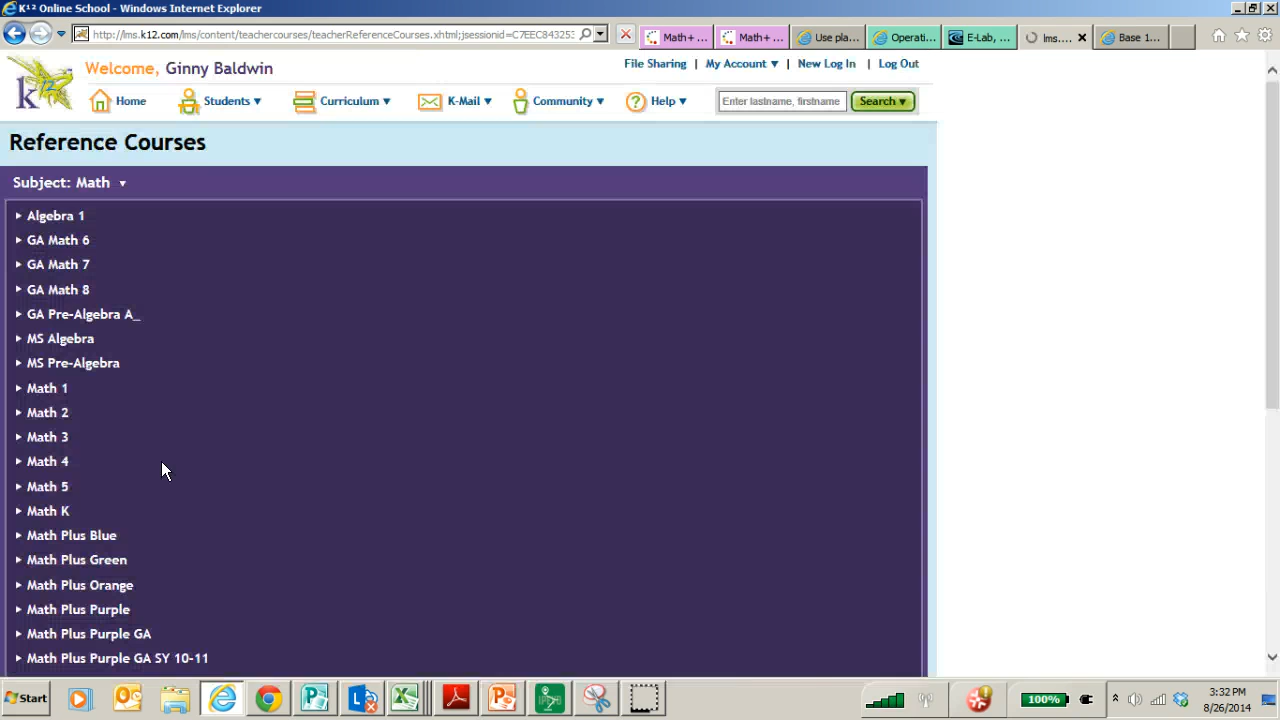 K¹² Online School - Windows Internet Explorer
http://lms.k12.com/lms/content/teachercourses/teacherReferenceCourses.xhtml;jsessionid=C7EEC843253
Math+ ...
Math+ ...
Use pla...
Operati...
E-Lab, ...
lms....
Base 1...
k12
Welcome, Ginny Baldwin
File Sharing | My Account | New Log In | Log Out
Home
Students
Curriculum
K-Mail
Community
Help
Enter lastname, firstname
Search
Reference Courses
Subject: Math
Algebra 1
GA Math 6
GA Math 7
GA Math 8
GA Pre-Algebra A_
MS Algebra
MS Pre-Algebra
Math 1
Math 2
Math 3
Math 4
Math 5
Math K
Math Plus Blue
Math Plus Green
Math Plus Orange
Math Plus Purple
Math Plus Purple GA
Math Plus Purple GA SY 10-11
Start
100%
3:32 PM
8/26/2014